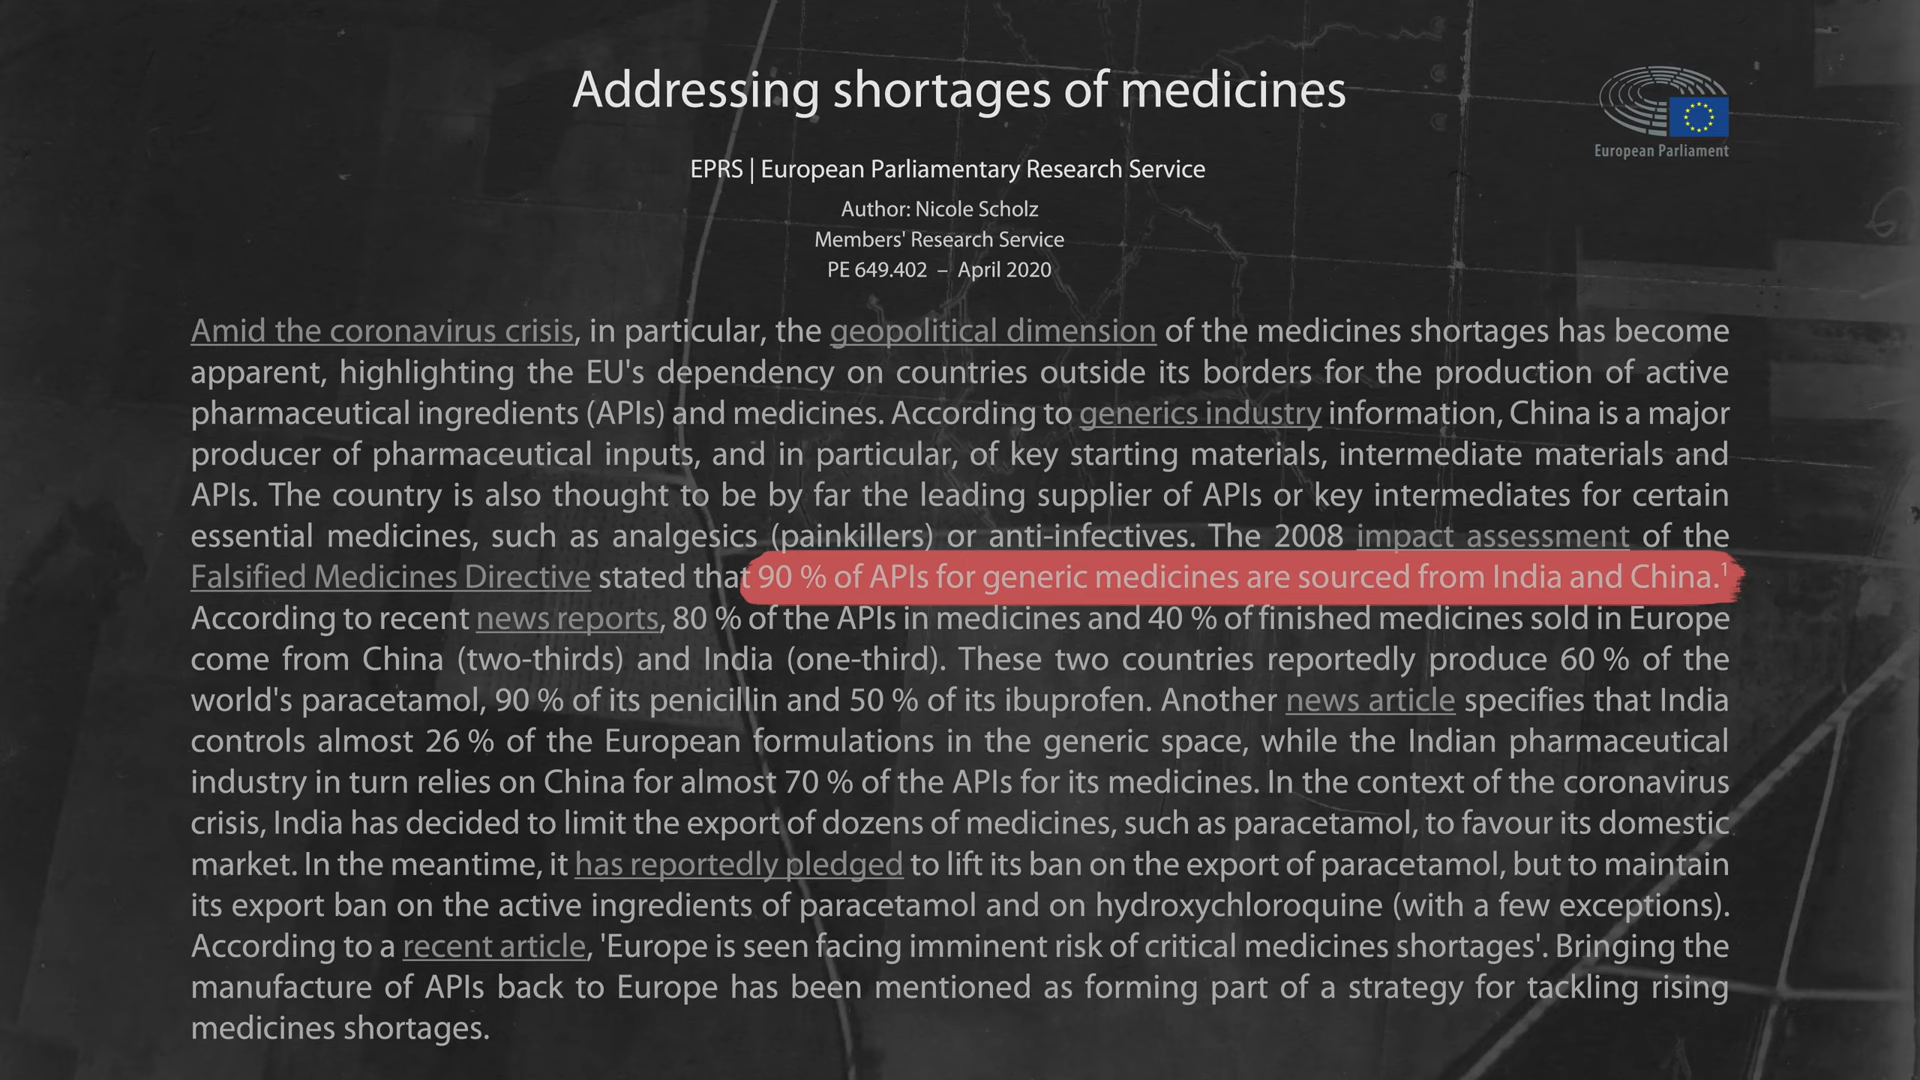 Addressing shortages of medicines
European Parliament
EPRS | European Parliamentary Research Service
Author: Nicole Scholz
Members' Research Service
PE 649.402 – April 2020
Amid the coronavirus crisis, in particular, the geopolitical dimension of the medicines shortages has become
apparent, highlighting the EU's dependency on countries outside its borders for the production of active
pharmaceutical ingredients (APIs) and medicines. According to generics industry information, China is a major
producer of pharmaceutical inputs, and in particular, of key starting materials, intermediate materials and
APIs. The country is also thought to be by far the leading supplier of APIs or key intermediates for certain
essential medicines, such as analgesics (painkillers) or anti-infectives. The 2008 impact assessment of the
Falsified Medicines Directive stated that 90 % of APIs for generic medicines are sourced from India and China.¹
According to recent news reports, 80 % of the APIs in medicines and 40 % of finished medicines sold in Europe
come from China (two-thirds) and India (one-third). These two countries reportedly produce 60 % of the
world's paracetamol, 90 % of its penicillin and 50 % of its ibuprofen. Another news article specifies that India
controls almost 26 % of the European formulations in the generic space, while the Indian pharmaceutical
industry in turn relies on China for almost 70 % of the APIs for its medicines. In the context of the coronavirus
crisis, India has decided to limit the export of dozens of medicines, such as paracetamol, to favour its domestic
market. In the meantime, it has reportedly pledged to lift its ban on the export of paracetamol, but to maintain
its export ban on the active ingredients of paracetamol and on hydroxychloroquine (with a few exceptions).
According to a recent article, 'Europe is seen facing imminent risk of critical medicines shortages'. Bringing the
manufacture of APIs back to Europe has been mentioned as forming part of a strategy for tackling rising
medicines shortages.